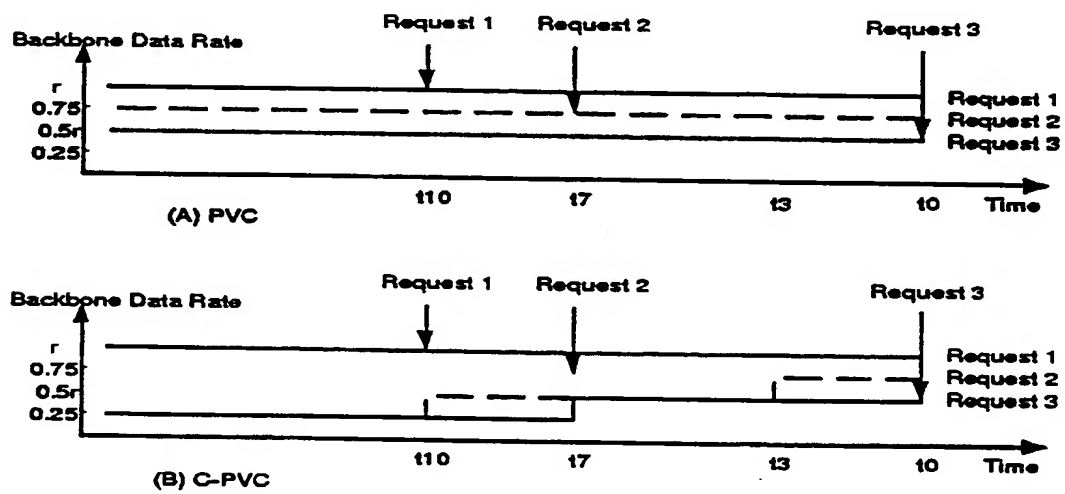 Request 1 Request 2 Request 3
Backbone Data Rate
r
0.75
0.5r
0.25
Request 1
Request 2
Request 3
t10 t7 t3 t0 Time
(A) PVC
Request 1 Request 2 Request 3
Backbone Data Rate
r
0.75
0.5r
0.25
Request 1
Request 2
Request 3
t10 t7 t3 t0 Time
(B) C-PVC